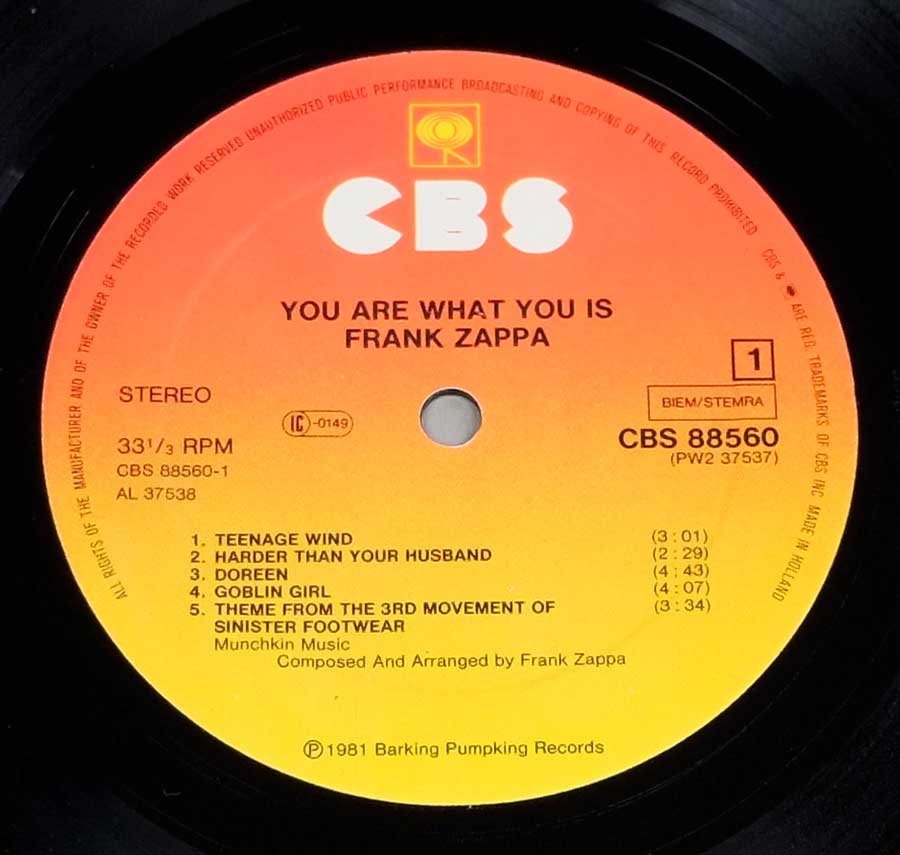 ALL RIGHTS OF THE MANUFACTURER AND OF THE OWNER OF THE RECORDED WORK RESERVED UNAUTHORIZED PUBLIC PERFORMANCE BROADCASTING AND COPYING OF THIS RECORD PROHIBITED
CBS & ARE REG. TRADEMARKS OF CBS INC MADE IN HOLLAND
CBS
YOU ARE WHAT YOU IS
FRANK ZAPPA
1
STEREO
BIEM/STEMRA
LC-0149
CBS 88560
33 1/3 RPM
(PW2 37537)
CBS 88560-1
AL 37538
1. TEENAGE WIND (3 : 01)
2. HARDER THAN YOUR HUSBAND (2 : 29)
3. DOREEN (4 : 43)
4. GOBLIN GIRL (4 : 07)
5. THEME FROM THE 3RD MOVEMENT OF (3 : 34)
SINISTER FOOTWEAR
Munchkin Music
Composed And Arranged by Frank Zappa
℗ 1981 Barking Pumpking Records